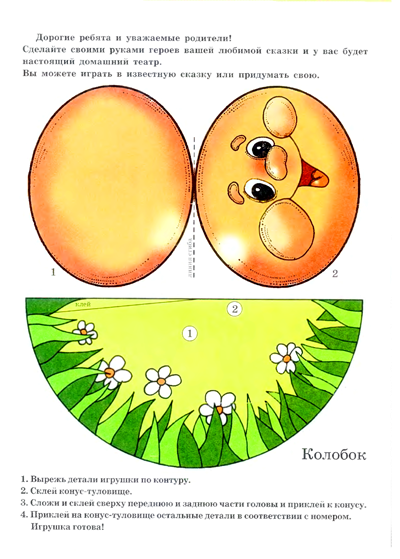 Дорогие ребята и уважаемые родители!
Сделайте своими руками героев вашей любимой сказки и у вас будет
настоящий домашний театр.
Вы можете играть в известную сказку или придумать свою.
линия сгиба
1
2
клей
2
1
Колобок
1. Вырежь детали игрушки по контуру.
2. Склей конус-туловище.
3. Сложи и склей сверху переднюю и заднюю части головы и приклей к конусу.
4. Приклей на конус-туловище остальные детали в соответствии с номером.
Игрушка готова!